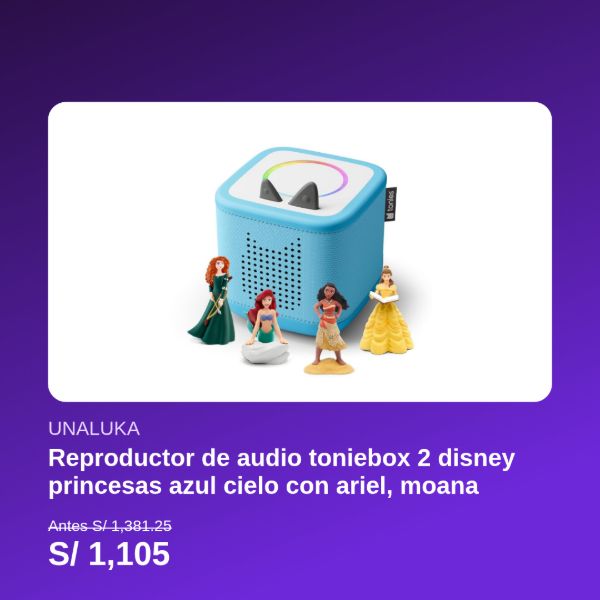 tonies
UNALUKA
Reproductor de audio toniebox 2 disney
princesas azul cielo con ariel, moana
Antes S/ 1,381.25
S/ 1,105